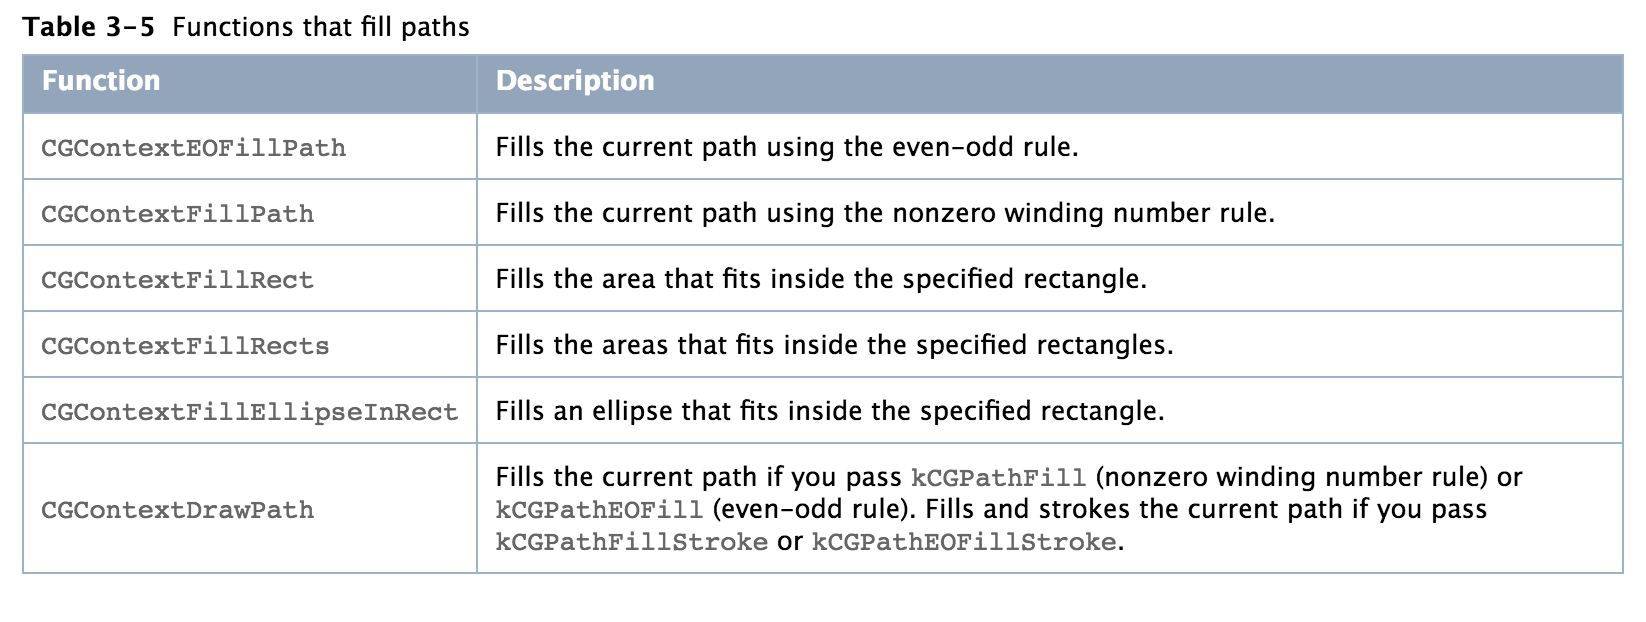 Table 3-5 Functions that fill paths
Function Description
CGContextEOFillPath Fills the current path using the even-odd rule.
CGContextFillPath Fills the current path using the nonzero winding number rule.
CGContextFillRect Fills the area that fits inside the specified rectangle.
CGContextFillRects Fills the areas that fits inside the specified rectangles.
CGContextFillEllipseInRect Fills an ellipse that fits inside the specified rectangle.
CGContextDrawPath Fills the current path if you pass kCGPathFill (nonzero winding number rule) or
kCGPathEOFill (even-odd rule). Fills and strokes the current path if you pass
kCGPathFillStroke or kCGPathEOFillStroke.